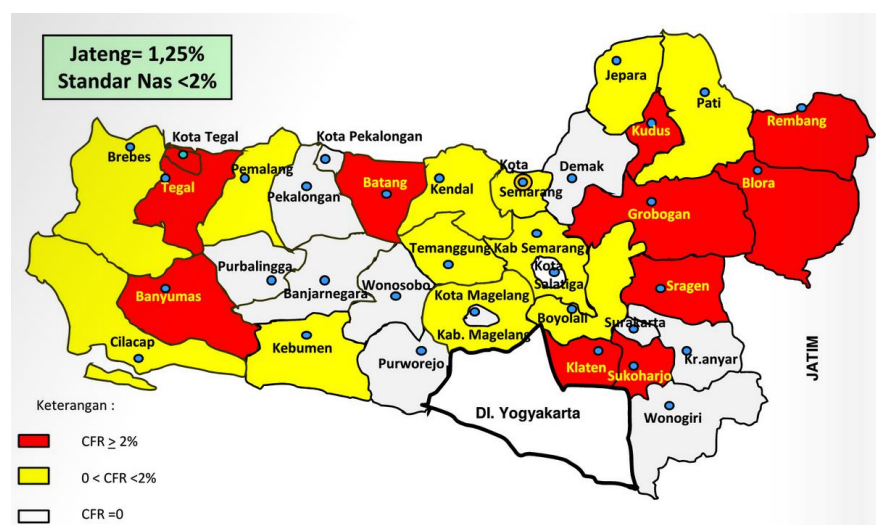 Jateng= 1,25%
Standar Nas <2%
Jepara
Pati
Rembang
Kudus
Kota Tegal
Kota Pekalongan
Brebes
Pemalang
Tegal
Pekalongan
Batang
Kendal
Kota
Semarang
Demak
Blora
Grobogan
Temanggung
Kab Semarang
Purbalingga
Banyumas
Banjarnegara
Wonosobo
Kota
Salatiga
Sragen
Kota Magelang
Boyolali
Surakarta
Cilacap
Kebumen
Kab. Magelang
Purworejo
Klaten
Sukoharjo
Kr.anyar
JATIM
DI. Yogyakarta
Wonogiri
Keterangan :
CFR ≥ 2%
0 < CFR <2%
CFR =0